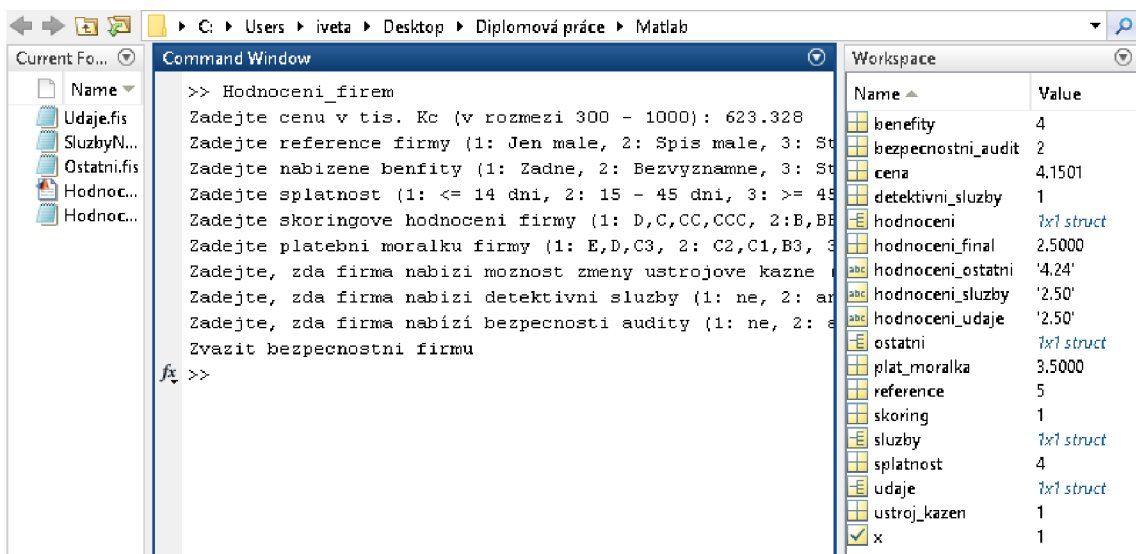 C: ▸ Users ▸ iveta ▸ Desktop ▸ Diplomová práce ▸ Matlab
Current Fo...
Name
Udaje.fis
SluzbyN...
Ostatni.fis
Hodnoc...
Hodnoc...
Command Window
>> Hodnoceni_firem
Zadejte cenu v tis. Kc (v rozmezi 300 - 1000): 623.328
Zadejte reference firmy (1: Jen male, 2: Spis male, 3: St
Zadejte nabizene benfity (1: Zadne, 2: Bezvyznamne, 3: St
Zadejte splatnost (1: <= 14 dni, 2: 15 - 45 dni, 3: >= 45
Zadejte skoringove hodnoceni firmy (1: D,C,CC,CCC, 2:B,BB
Zadejte platebni moralku firmy (1: E,D,C3, 2: C2,C1,B3, 3
Zadejte, zda firma nabizi moznost zmeny ustrojove kazne (
Zadejte, zda firma nabizi detektivni sluzby (1: ne, 2: an
Zadejte, zda firma nabízí bezpecnosti audity (1: ne, 2: a
Zvazit bezpecnostni firmu
fx >>
Workspace
Name Value
benefity 4
bezpecnostni_audit 2
cena 4.1501
detektivni_sluzby 1
hodnoceni 1x1 struct
hodnoceni_final 2.5000
abc hodnoceni_ostatni '4.24'
abc hodnoceni_sluzby '2.50'
abc hodnoceni_udaje '2.50'
ostatni 1x1 struct
plat_moralka 3.5000
reference 5
skoring 1
sluzby 1x1 struct
splatnost 4
udaje 1x1 struct
ustroj_kazen 1
x 1